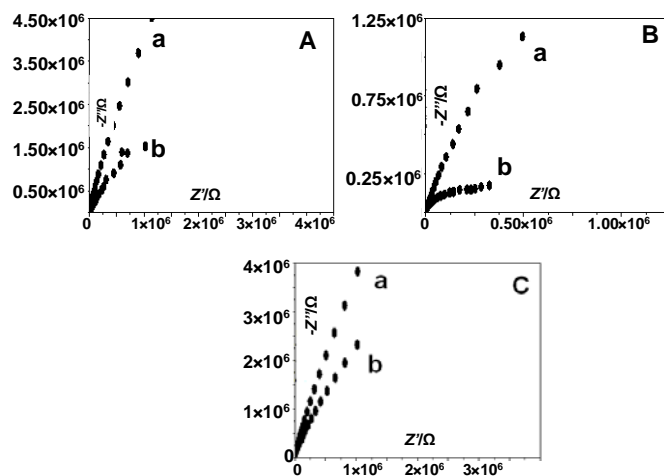 4.50×10⁶
3.50×10⁶
2.50×10⁶
1.50×10⁶
0.50×10⁶
-Z''/Ω
A
a
b
Z'/Ω
0
1×10⁶
2×10⁶
3×10⁶
4×10⁶
1.25×10⁶
0.75×10⁶
0.25×10⁶
-Z''/Ω
B
a
b
Z'/Ω
0
0.50×10⁶
1.00×10⁶
4×10⁶
3×10⁶
2×10⁶
1×10⁶
0
-Z''/Ω
C
a
b
Z'/Ω
0
1×10⁶
2×10⁶
3×10⁶